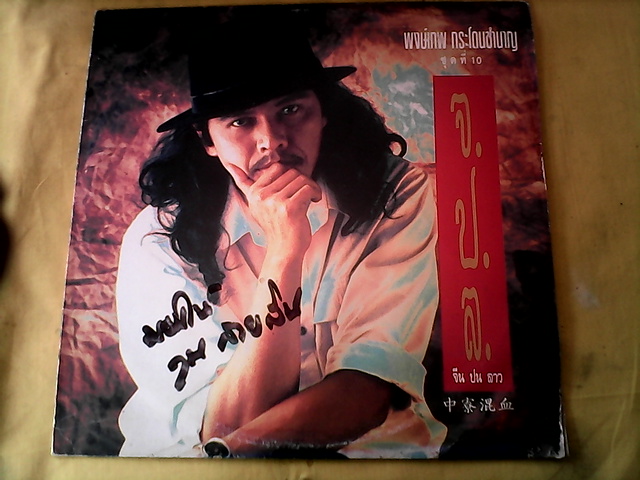 พงษ์เทพ กระโดนชำนาญ
ชุดที่ 10
จ.
ป.
ล.
จีน ปน ลาว
中寮混血